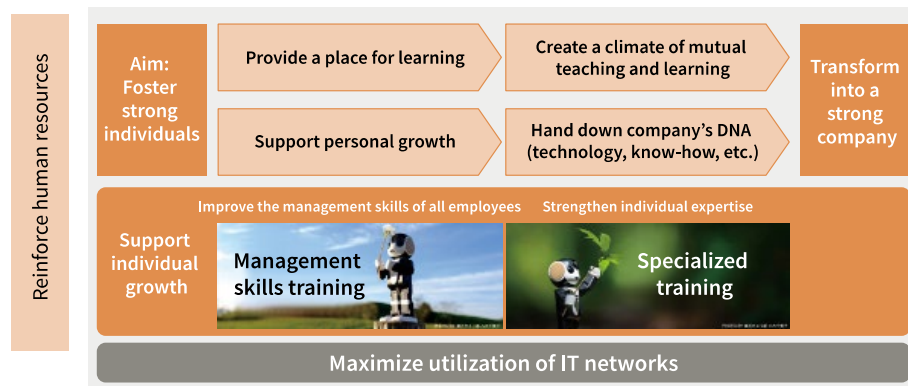 Reinforce human resources
Aim:
Foster
strong
individuals
Provide a place for learning
Create a climate of mutual
teaching and learning
Support personal growth
Hand down company’s DNA
(technology, know-how, etc.)
Transform
into a
strong
company
Support
individual
growth
Improve the management skills of all employees
Strengthen individual expertise
Management
skills training
Specialized
training
Maximize utilization of IT networks